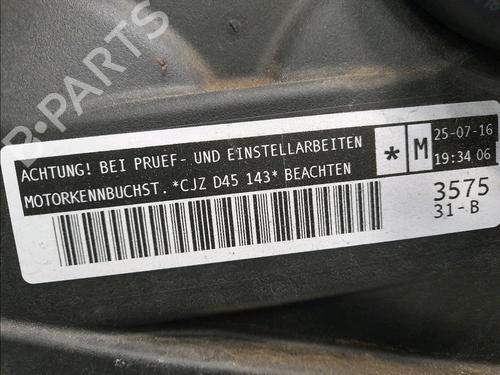 B-PARTS
ACHTUNG! BEI PRUEF- UND EINSTELLARBEITEN
MOTORKENNBUCHST. *CJZ D45 143* BEACHTEN
* M
25-07-16
19:34 06
3575
31-B